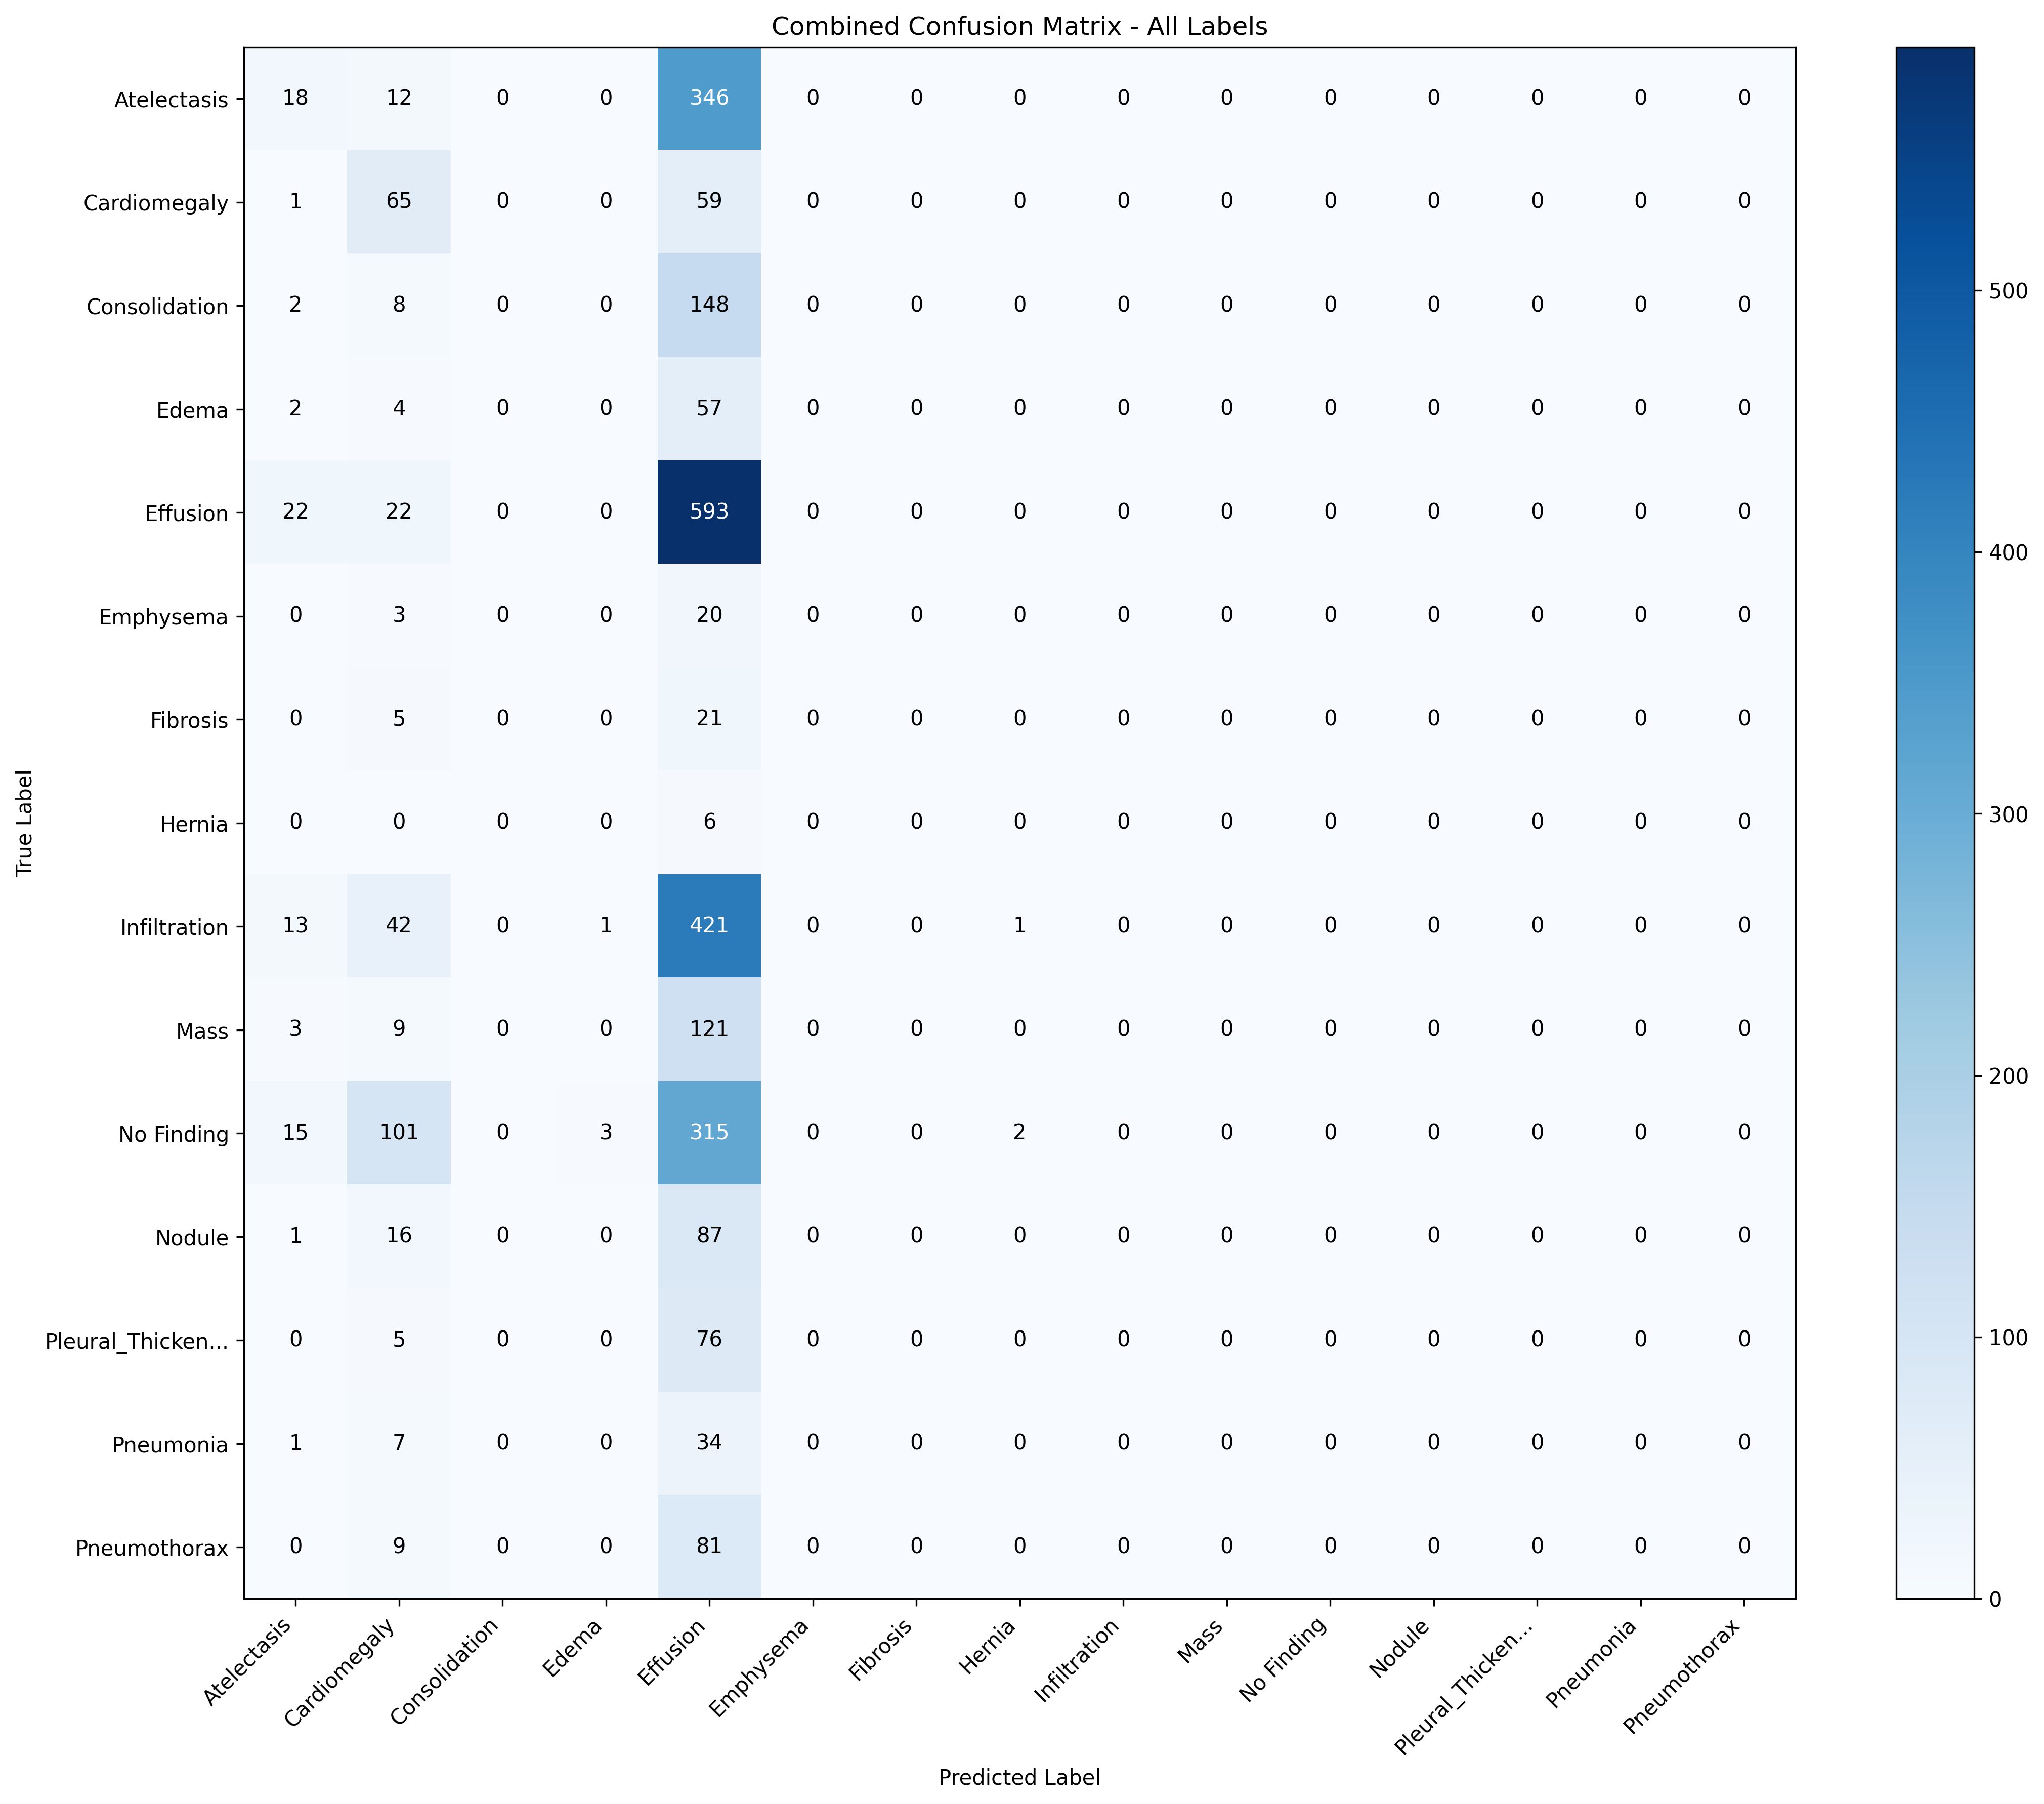 Combined Confusion Matrix - All Labels
Atelectasis 18 12 0 0 346 0 0 0 0 0 0 0 0 0 0
Cardiomegaly 1 65 0 0 59 0 0 0 0 0 0 0 0 0 0
Consolidation 2 8 0 0 148 0 0 0 0 0 0 0 0 0 0
Edema 2 4 0 0 57 0 0 0 0 0 0 0 0 0 0
Effusion 22 22 0 0 593 0 0 0 0 0 0 0 0 0 0
Emphysema 0 3 0 0 20 0 0 0 0 0 0 0 0 0 0
Fibrosis 0 5 0 0 21 0 0 0 0 0 0 0 0 0 0
Hernia 0 0 0 0 6 0 0 0 0 0 0 0 0 0 0
Infiltration 13 42 0 1 421 0 0 1 0 0 0 0 0 0 0
Mass 3 9 0 0 121 0 0 0 0 0 0 0 0 0 0
No Finding 15 101 0 3 315 0 0 2 0 0 0 0 0 0 0
Nodule 1 16 0 0 87 0 0 0 0 0 0 0 0 0 0
Pleural_Thicken... 0 5 0 0 76 0 0 0 0 0 0 0 0 0 0
Pneumonia 1 7 0 0 34 0 0 0 0 0 0 0 0 0 0
Pneumothorax 0 9 0 0 81 0 0 0 0 0 0 0 0 0 0
True Label
Atelectasis Cardiomegaly Consolidation Edema Effusion Emphysema Fibrosis Hernia Infiltration Mass No Finding Nodule Pleural_Thicken... Pneumonia Pneumothorax
Predicted Label
500
400
300
200
100
0